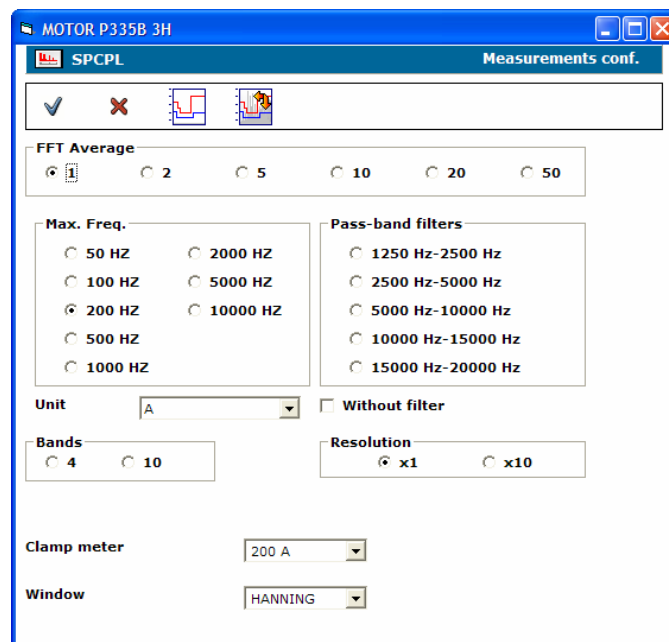 MOTOR P335B 3H
SPCPL Measurements conf.
FFT Average
1 2 5 10 20 50
Max. Freq.
50 HZ 2000 HZ
100 HZ 5000 HZ
200 HZ 10000 HZ
500 HZ
1000 HZ
Pass-band filters
1250 Hz-2500 Hz
2500 Hz-5000 Hz
5000 Hz-10000 Hz
10000 Hz-15000 Hz
15000 Hz-20000 Hz
Unit A Without filter
Bands
4 10
Resolution
x1 x10
Clamp meter 200 A
Window HANNING